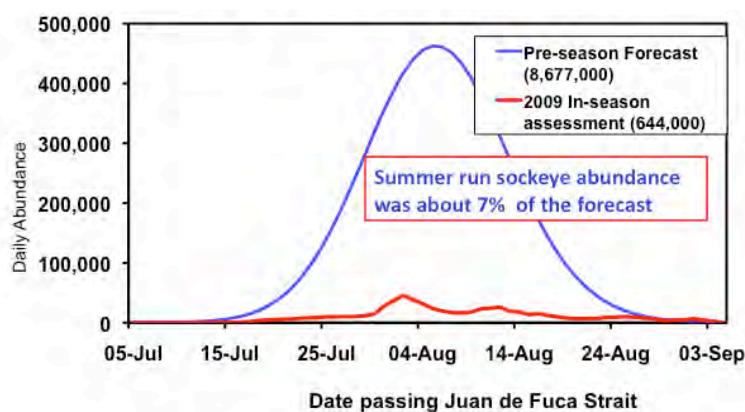 500,000
400,000
300,000
200,000
100,000
0
Daily Abundance
Pre-season Forecast
(8,677,000)
2009 In-season
assessment (644,000)
Summer run sockeye abundance
was about 7% of the forecast
05-Jul 15-Jul 25-Jul 04-Aug 14-Aug 24-Aug 03-Sep
Date passing Juan de Fuca Strait